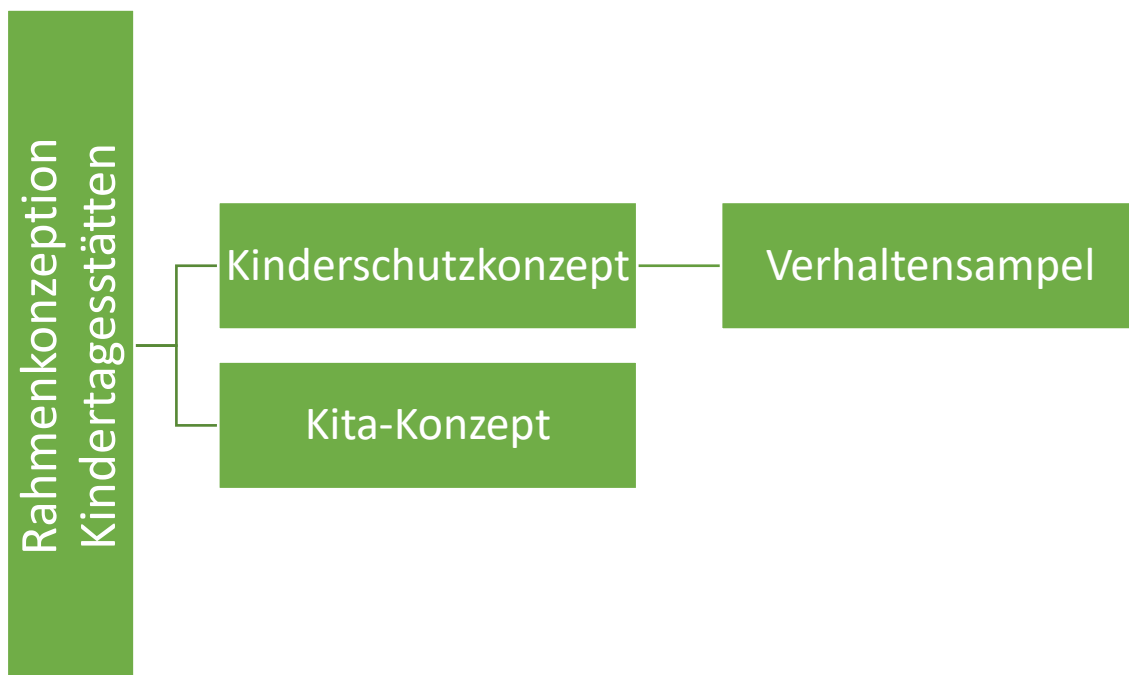 Rahmenkonzeption
Kindertagesstätten
Kinderschutzkonzept
Verhaltensampel
Kita-Konzept